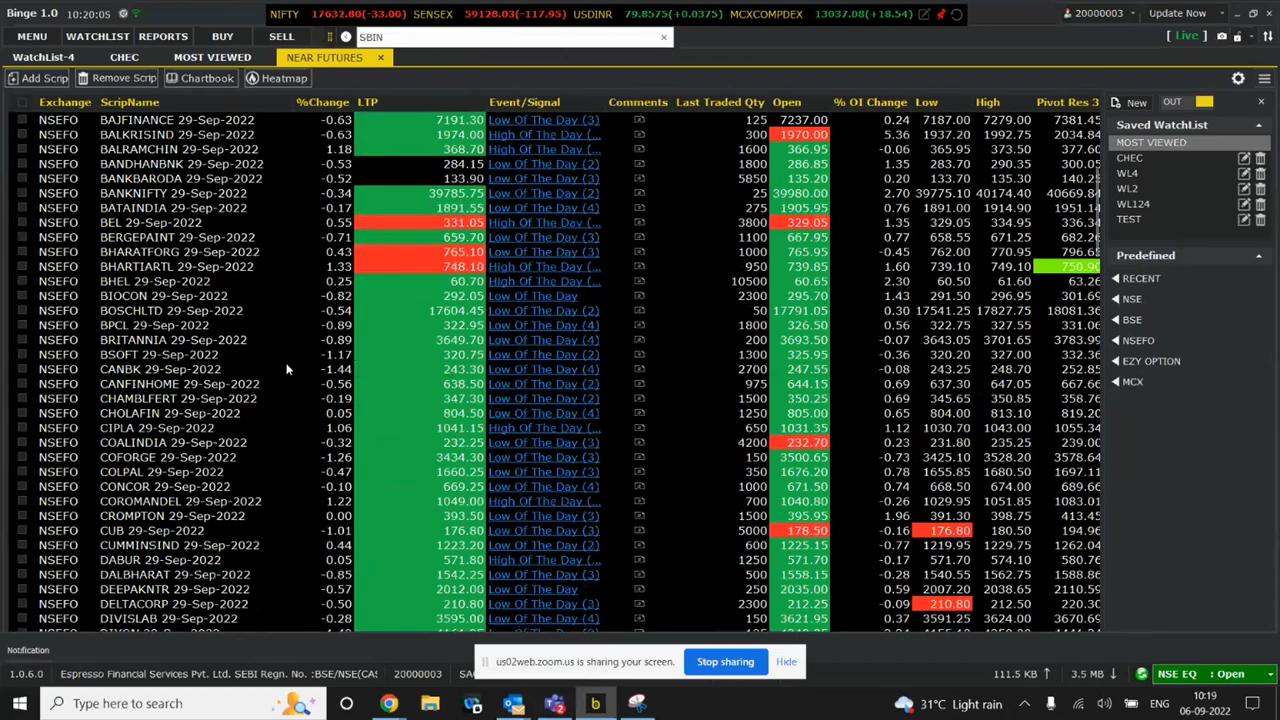 Binge 1.0 10:20:05 NIFTY 17632.80(-33.00) SENSEX 59128.03(-117.95) USDINR 79.8575(+0.0375) MCXCOMPDEX 13037.08(+18.54) 20000003 Update Now
MENU WATCHLIST REPORTS BUY SELL SBIN [ Live ]
WatchList-4 CHEC MOST VIEWED NEAR FUTURES
Add Scrip Remove Scrip Chartbook Heatmap
Exchange ScripName %Change LTP Event/Signal Comments Last Traded Qty Open % OI Change Low High Pivot Res 3
NSEFO BAJFINANCE 29-Sep-2022 -0.63 7191.30 Low Of The Day (3) 125 7237.00 0.24 7187.00 7279.00 7381.45
NSEFO BALKRISIND 29-Sep-2022 -0.63 1974.00 High Of The Day (... 300 1970.00 5.36 1937.20 1992.75 2034.84
NSEFO BALRAMCHIN 29-Sep-2022 1.18 368.70 High Of The Day (... 1600 366.95 -0.06 365.95 373.50 377.60
NSEFO BANDHANBNK 29-Sep-2022 -0.53 284.15 Low Of The Day (2) 1800 286.85 1.35 283.70 287.60 300.05
NSEFO BANKBARODA 29-Sep-2022 -0.52 133.90 Low Of The Day (3) 5850 135.20 0.20 133.70 135.30 140.2
NSEFO BANKNIFTY 29-Sep-2022 -0.34 39785.75 Low Of The Day (2) 25 39980.00 2.70 39775.10 40174.40 40669.84
NSEFO BATAINDIA 29-Sep-2022 -0.17 1891.55 Low Of The Day (4) 275 1905.95 0.76 1891.00 1914.90 1951.14
NSEFO BEL 29-Sep-2022 0.55 331.05 High Of The Day (... 3800 329.05 1.35 329.05 334.95 336.34
NSEFO BERGEPAINT 29-Sep-2022 -0.71 659.70 Low Of The Day (3) 1100 667.95 0.77 658.55 671.25 682.2
NSEFO BHARATFORG 29-Sep-2022 0.43 765.10 Low Of The Day (3) 1000 765.95 -0.45 762.00 770.95 796.6
NSEFO BHARTIARTL 29-Sep-2022 1.33 748.10 High Of The Day (... 950 739.85 1.60 739.10 749.10 750.90
NSEFO BHEL 29-Sep-2022 0.25 60.70 High Of The Day (... 10500 60.65 2.30 60.50 61.60 63.26
NSEFO BIOCON 29-Sep-2022 -0.82 292.05 Low Of The Day 2300 295.70 1.43 291.50 296.95 301.69
NSEFO BOSCHLTD 29-Sep-2022 -0.54 17604.45 Low Of The Day (2) 50 17791.05 0.30 17541.25 17827.75 18081.36
NSEFO BPCL 29-Sep-2022 -0.89 322.95 Low Of The Day (4) 1800 326.50 0.56 322.75 327.55 331.06
NSEFO BRITANNIA 29-Sep-2022 -0.89 3649.70 Low Of The Day (4) 200 3693.50 -0.07 3643.05 3701.65 3783.99
NSEFO BSOFT 29-Sep-2022 -1.17 320.75 Low Of The Day (2) 1300 325.95 -0.36 320.20 327.15 332.36
NSEFO CANBK 29-Sep-2022 -1.44 243.30 Low Of The Day (4) 2700 247.55 -0.08 243.25 248.70 252.85
NSEFO CANFINHOME 29-Sep-2022 -0.56 638.50 Low Of The Day (2) 975 644.15 0.69 637.30 647.05 667.66
NSEFO CHAMBLFERT 29-Sep-2022 -0.19 347.30 Low Of The Day (2) 1500 350.25 0.69 345.65 350.85 358.76
NSEFO CHOLAFIN 29-Sep-2022 0.05 804.50 Low Of The Day (4) 1250 805.00 0.65 804.00 813.10 819.20
NSEFO CIPLA 29-Sep-2022 1.06 1041.15 High Of The Day (... 650 1031.35 1.12 1030.70 1043.00 1055.34
NSEFO COALINDIA 29-Sep-2022 -0.32 232.25 Low Of The Day (3) 4200 232.70 0.23 231.80 235.25 239.00
NSEFO COFORGE 29-Sep-2022 -1.26 3434.30 Low Of The Day (3) 150 3500.65 -0.73 3425.10 3528.20 3573.31
NSEFO COLPAL 29-Sep-2022 -0.47 1660.25 Low Of The Day (3) 350 1676.20 0.78 1655.85 1680.50 1697.11
NSEFO CONCOR 29-Sep-2022 -0.10 669.25 Low Of The Day (4) 1000 671.50 0.74 668.50 674.00 689.66
NSEFO COROMANDEL 29-Sep-2022 1.22 1049.00 High Of The Day (... 700 1040.80 -0.26 1029.95 1051.85 1083.01
NSEFO CROMPTON 29-Sep-2022 0.00 393.50 Low Of The Day (3) 1500 395.95 1.96 391.30 398.75 413.45
NSEFO CUB 29-Sep-2022 -1.01 176.80 Low Of The Day (3) 5000 178.50 -0.16 176.80 180.50 194.96
NSEFO CUMMINSIND 29-Sep-2022 0.44 1223.20 Low Of The Day (2) 600 1225.15 -0.77 1219.95 1229.75 1262.04
NSEFO DABUR 29-Sep-2022 0.05 571.80 High Of The Day (... 1250 571.75 -0.17 571.25 576.25 580.76
NSEFO DALBHARAT 29-Sep-2022 -0.85 1542.25 Low Of The Day (3) 500 1558.15 -0.28 1540.55 1562.75 1588.86
NSEFO DEEPAKNTR 29-Sep-2022 -0.57 2012.00 Low Of The Day 250 2035.00 0.59 2007.20 2038.65 2110.59
NSEFO DELTACORP 29-Sep-2022 -0.50 210.80 Low Of The Day (3) 2300 212.25 -0.09 210.80 212.50 220.30
NSEFO DIVISLAB 29-Sep-2022 -0.28 3595.00 Low Of The Day (4) 150 3621.95 0.37 3591.25 3624.00 3670.69
New OUT
Saved WatchList
MOST VIEWED
CHEC
WL4
WL2
WL124
TEST
Predefined
RECENT
NSE
BSE
NSEFO
EZY OPTION
MCX
Notification
us02web.zoom.us is sharing your screen. Stop sharing Hide
1.0.6.0 Espresso Financial Services Pvt. Ltd. SEBI Regn. No. :BSE/NSE(CAS 20000003 111.5 KB 3.5 MB NSE EQ : Open
Type here to search 31°C Light rain ENG 10:19
06-09-2022